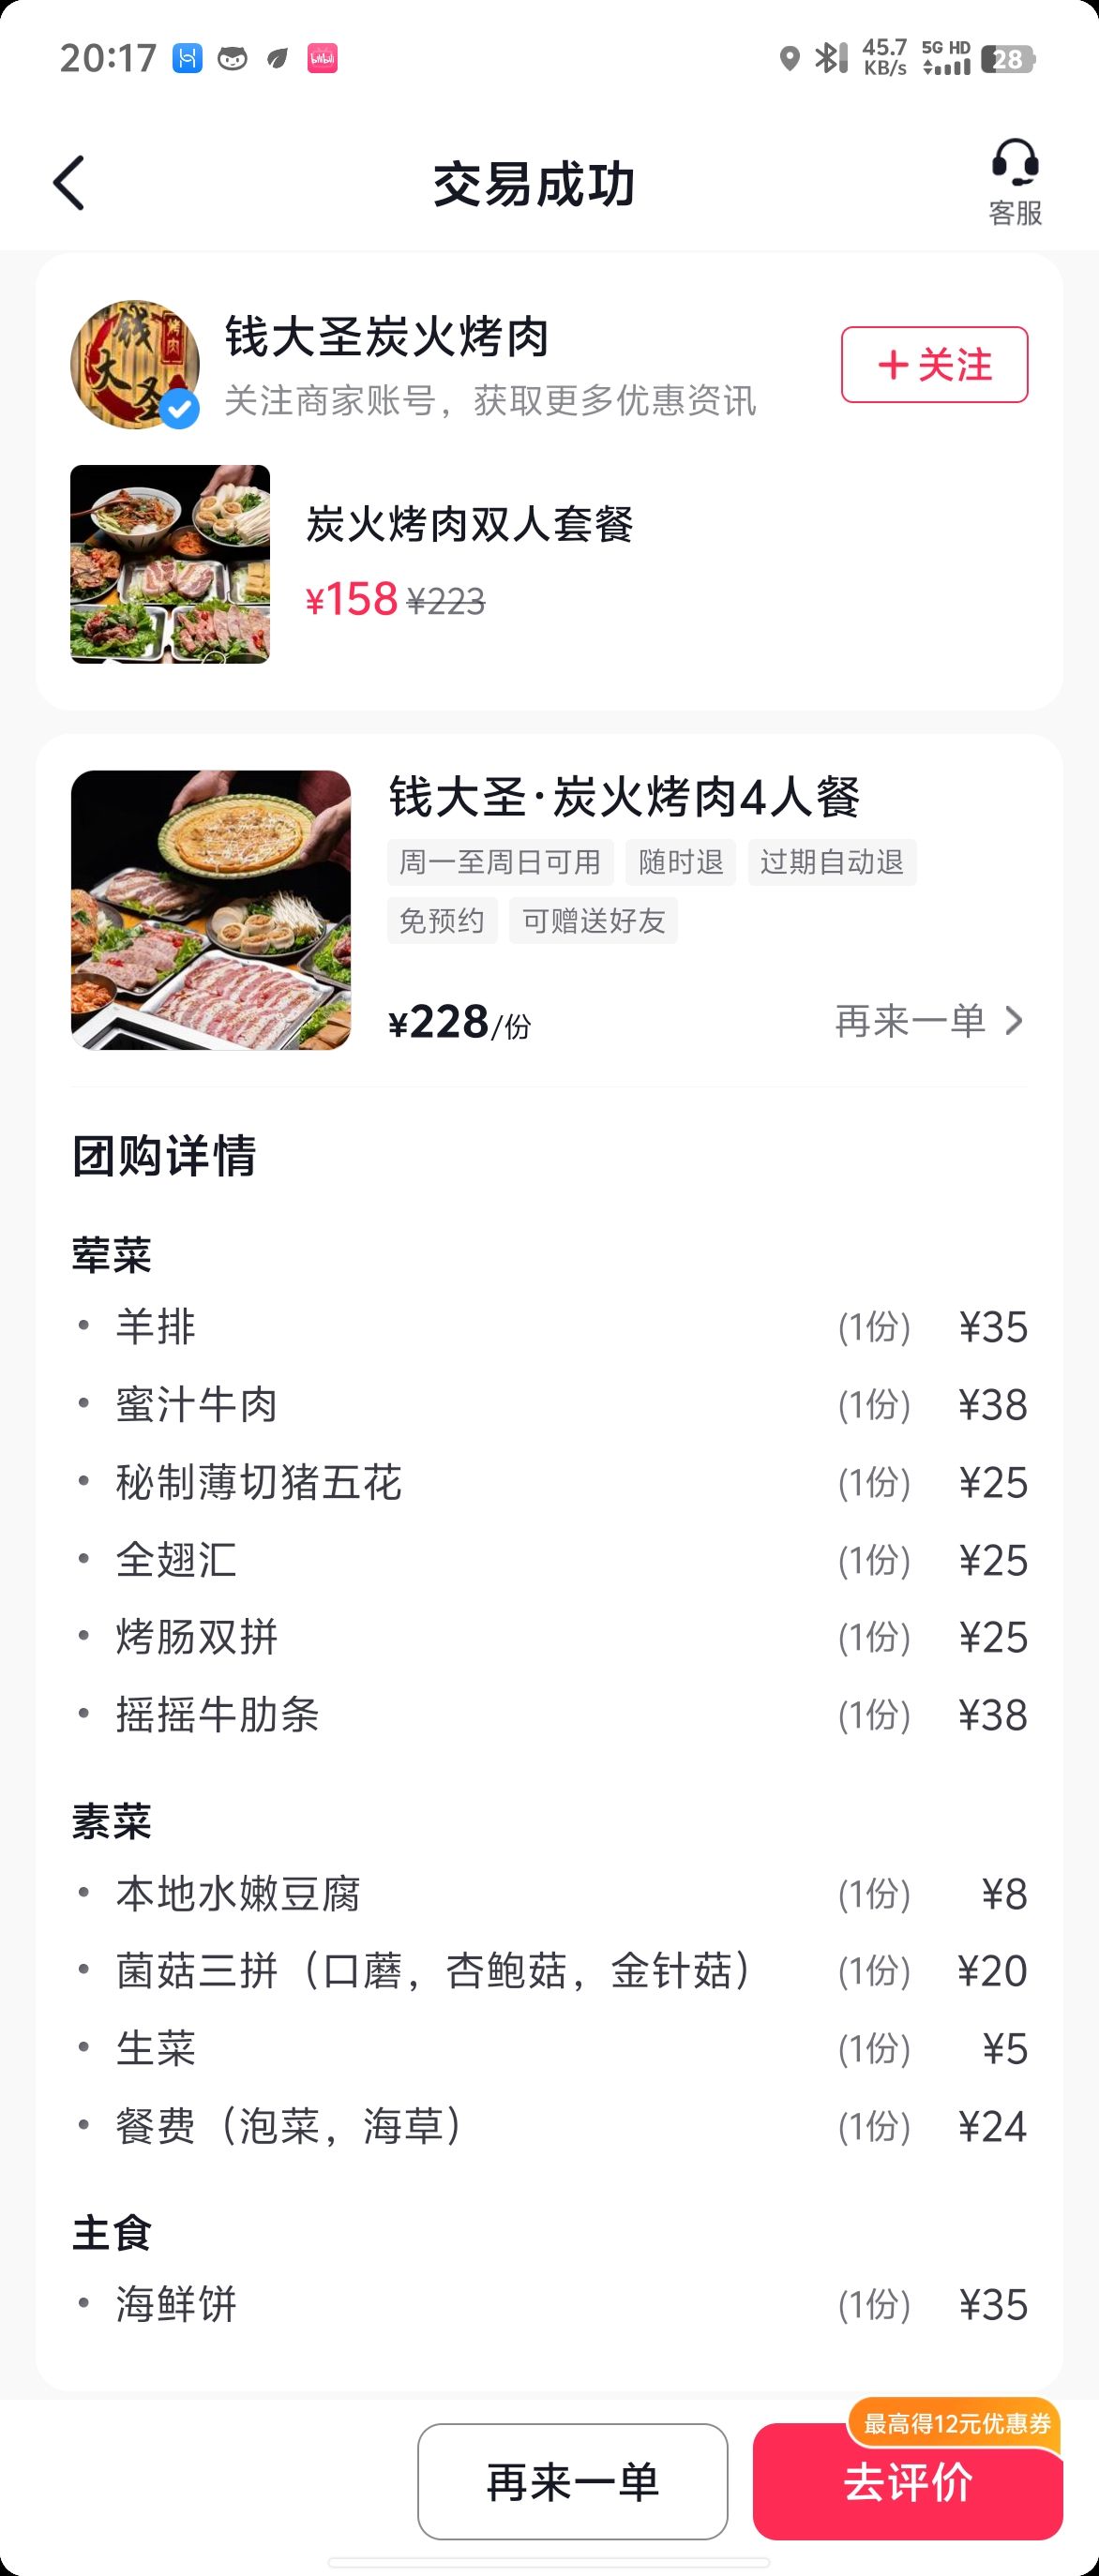 20:17
45.7 KB/s 5G HD 28
交易成功
客服
钱大圣炭火烤肉
关注商家账号，获取更多优惠资讯
+关注
钱大圣
烤肉
炭火烤肉双人套餐
¥158 ¥223
钱大圣·炭火烤肉4人餐
周一至周日可用 随时退 过期自动退
免预约 可赠送好友
¥228/份 再来一单
团购详情
荤菜
• 羊排 (1份) ¥35
• 蜜汁牛肉 (1份) ¥38
• 秘制薄切猪五花 (1份) ¥25
• 全翅汇 (1份) ¥25
• 烤肠双拼 (1份) ¥25
• 摇摇牛肋条 (1份) ¥38
素菜
• 本地水嫩豆腐 (1份) ¥8
• 菌菇三拼（口蘑，杏鲍菇，金针菇） (1份) ¥20
• 生菜 (1份) ¥5
• 餐费（泡菜，海草） (1份) ¥24
主食
• 海鲜饼 (1份) ¥35
最高得12元优惠券
再来一单 去评价